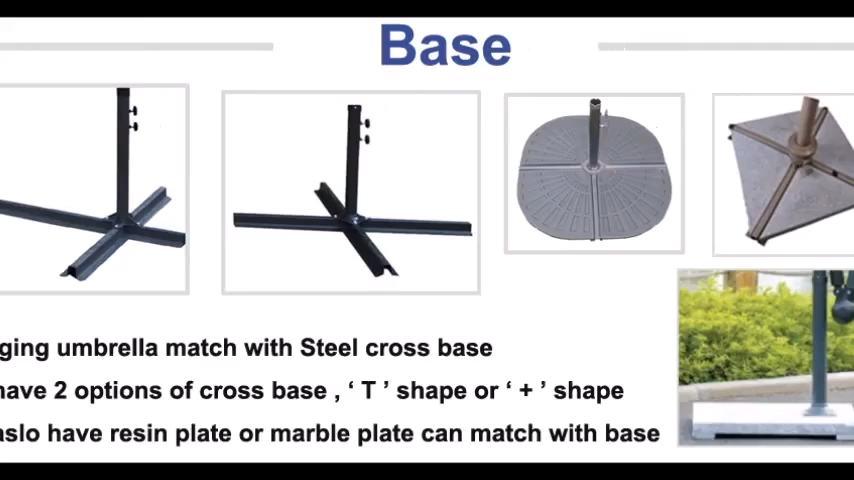 Base
ging umbrella match with Steel cross base
have 2 options of cross base , ‘ T ’ shape or ‘ + ’ shape
aslo have resin plate or marble plate can match with base